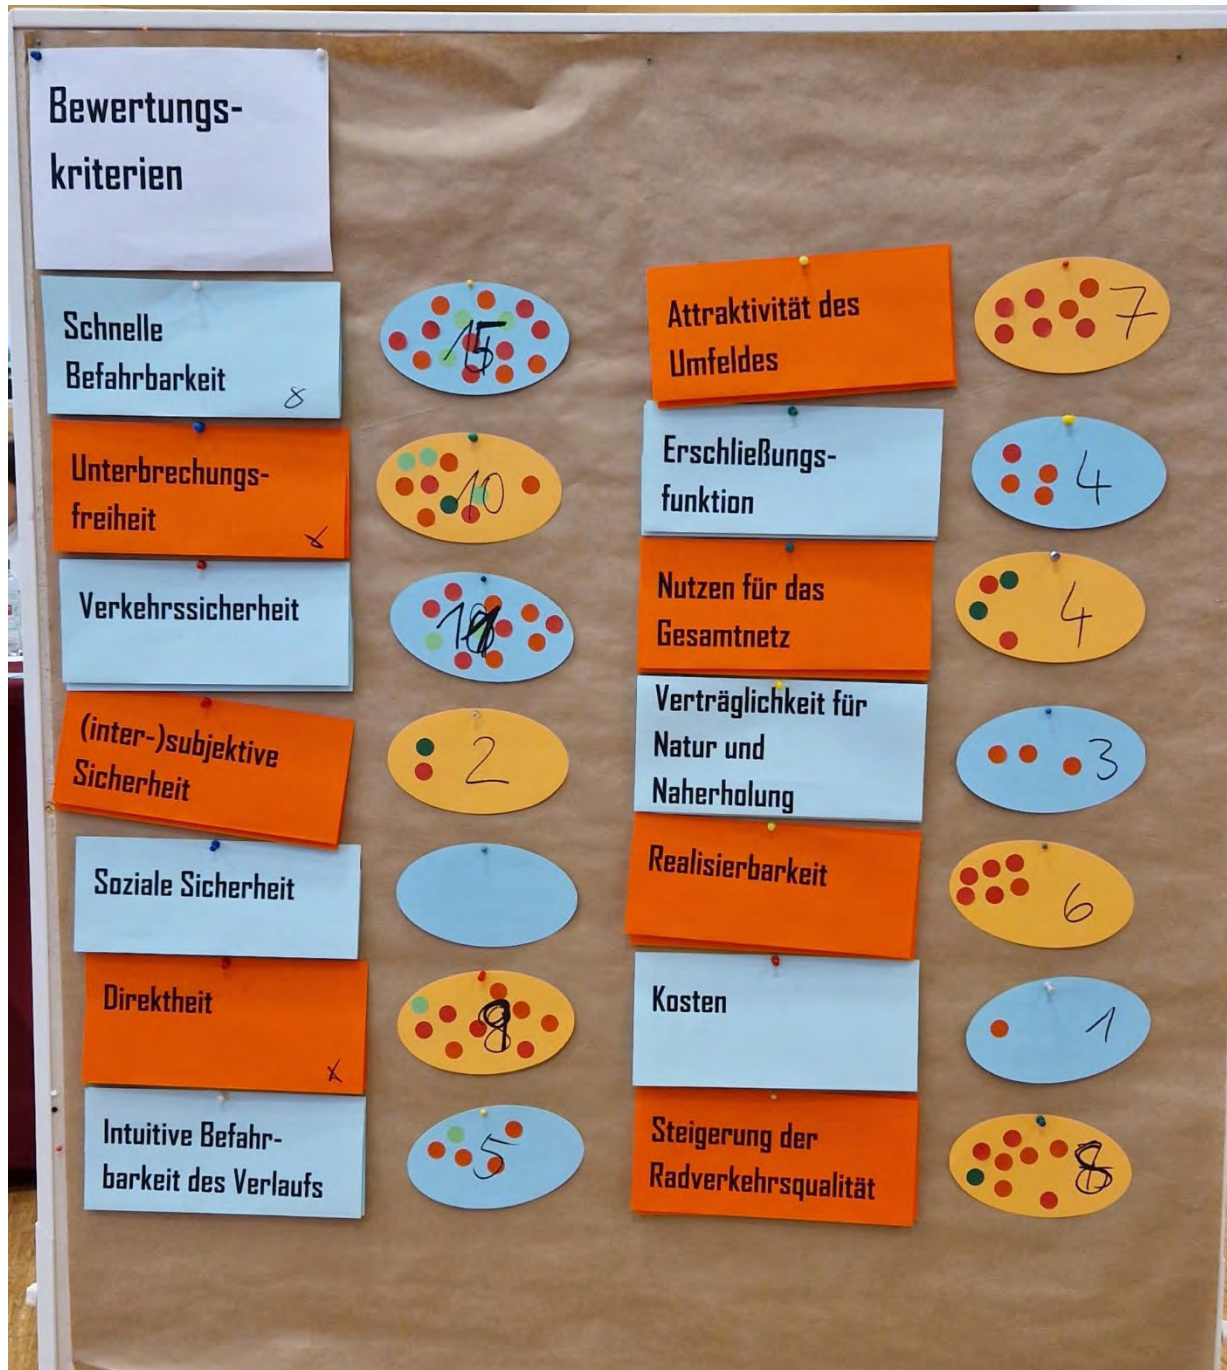 Bewertungs-
kriterien
Schnelle
Befahrbarkeit
8
15
Unterbrechungs-
freiheit
x
10
Verkehrssicherheit
(inter-)subjektive
Sicherheit
2
Soziale Sicherheit
Direktheit
x
9
Intuitive Befahr-
barkeit des Verlaufs
5
Attraktivität des
Umfeldes
7
Erschließungs-
funktion
4
Nutzen für das
Gesamtnetz
4
Verträglichkeit für
Natur und
Naherholung
3
Realisierbarkeit
6
Kosten
1
Steigerung der
Radverkehrsqualität
8